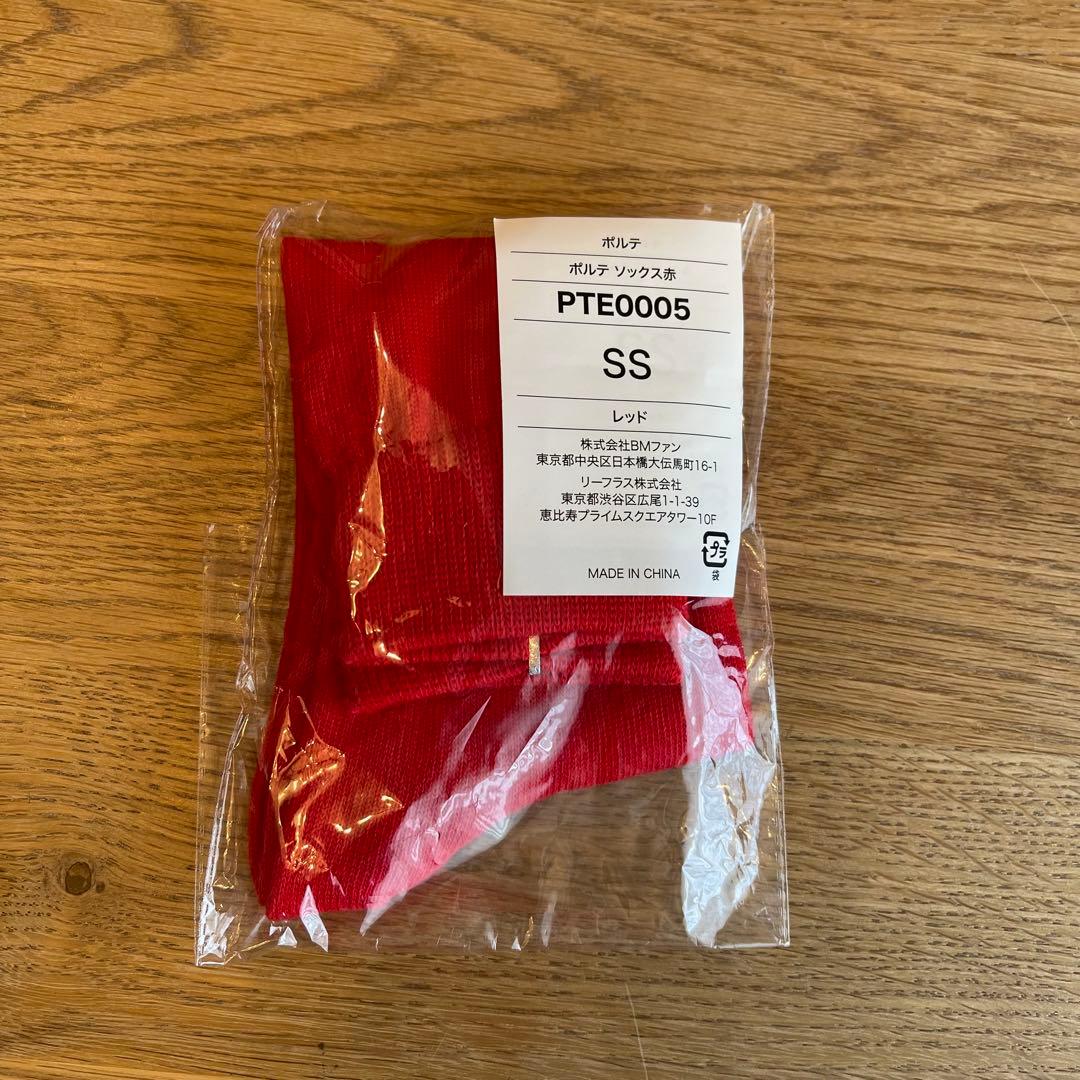 ポルテ
ポルテ ソックス赤
PTE0005
SS
レッド
株式会社BMファン
東京都中央区日本橋大伝馬町16-1
リーフラス株式会社
東京都渋谷区広尾1-1-39
恵比寿プライムスクエアタワー10F
プラ
袋
MADE IN CHINA